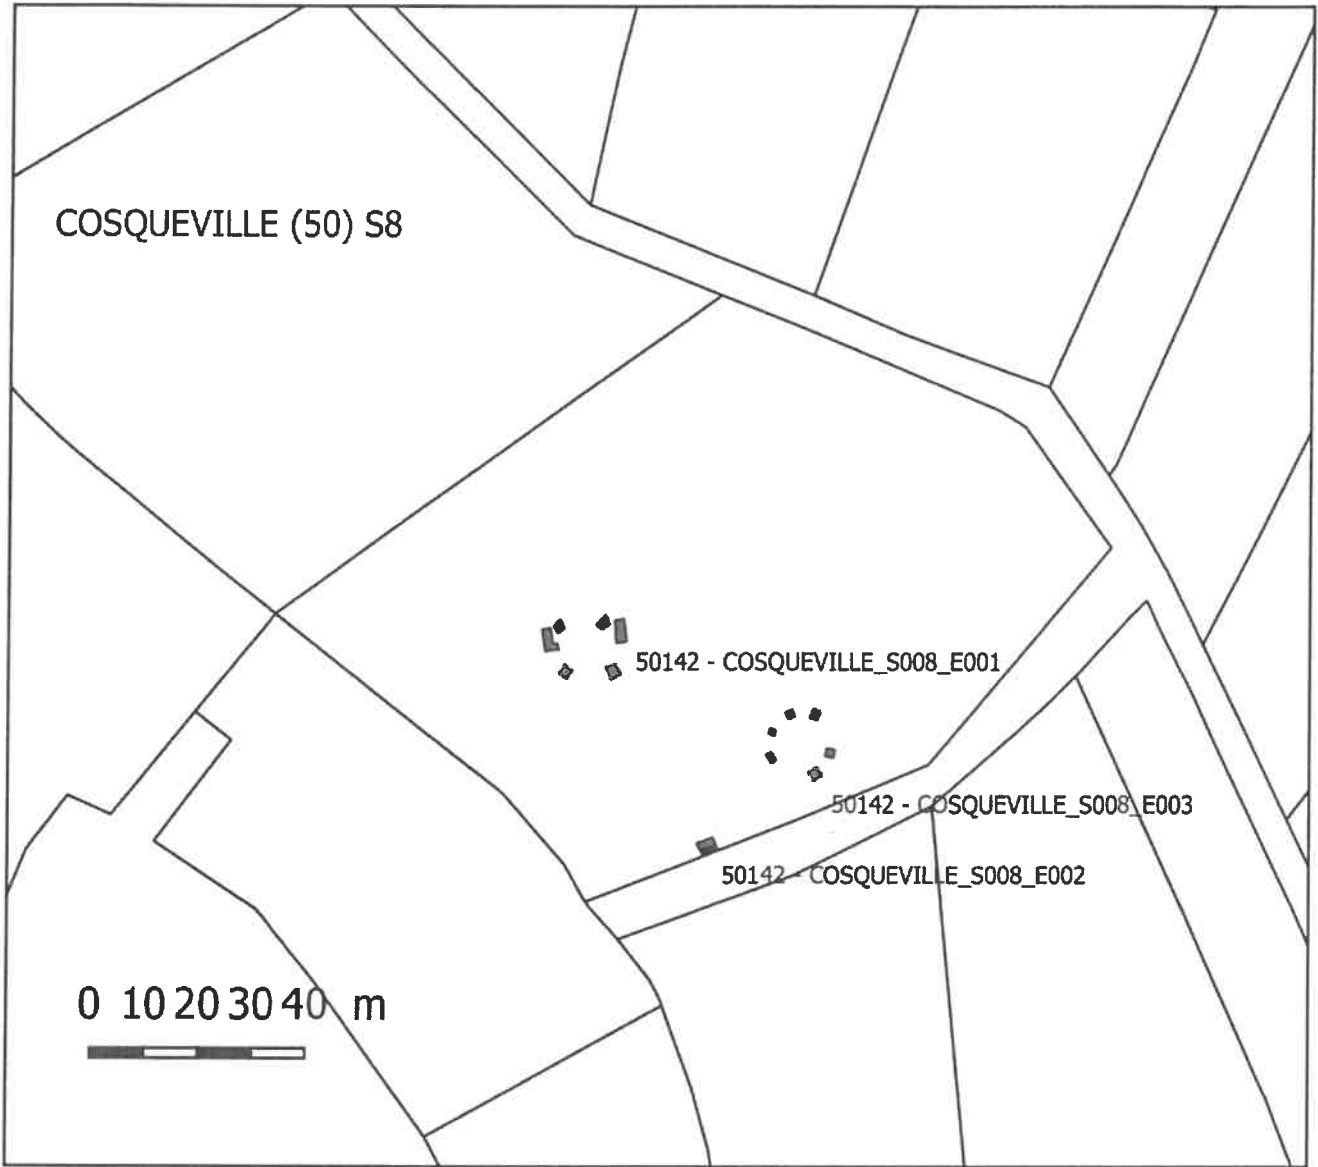 COSQUEVILLE (50) S8
50142 - COSQUEVILLE_S008_E001
50142 - COSQUEVILLE_S008_E003
50142 - COSQUEVILLE_S008_E002
0 10 20 30 40 m